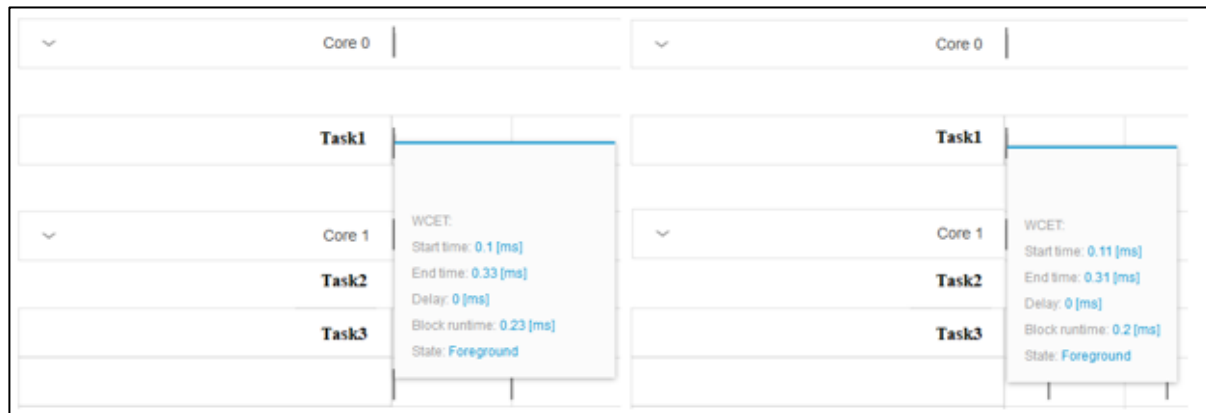 Core 0
Task1
WCET:
Core 1
Start time: 0.1 [ms]
End time: 0.33 [ms]
Task2
Delay: 0 [ms]
Block runtime: 0.23 [ms]
Task3
State: Foreground
Core 0
Task1
WCET:
Core 1
Start time: 0.11 [ms]
End time: 0.31 [ms]
Task2
Delay: 0 [ms]
Block runtime: 0.2 [ms]
Task3
State: Foreground